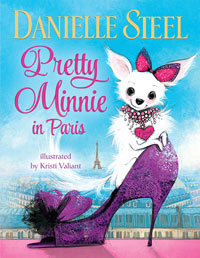 DANIELLE STEEL
Pretty
Minnie
in Paris
illustrated
by Kristi Valiant